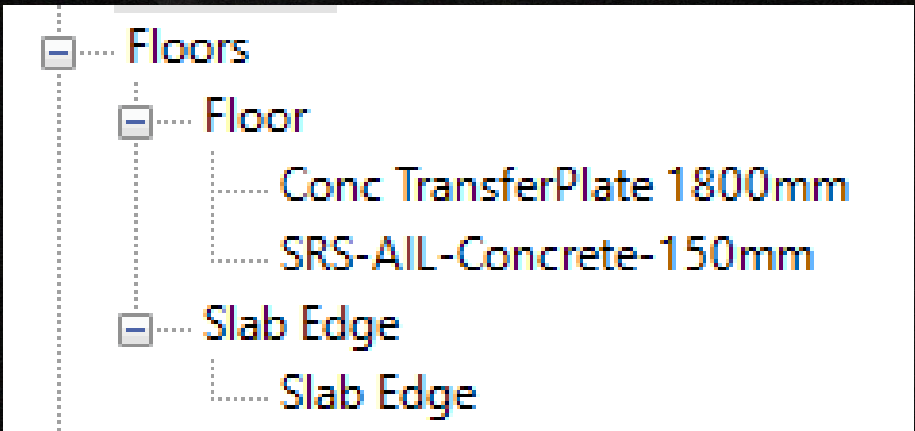 Floors
Floor
Conc TransferPlate 1800mm
SRS-AIL-Concrete-150mm
Slab Edge
Slab Edge